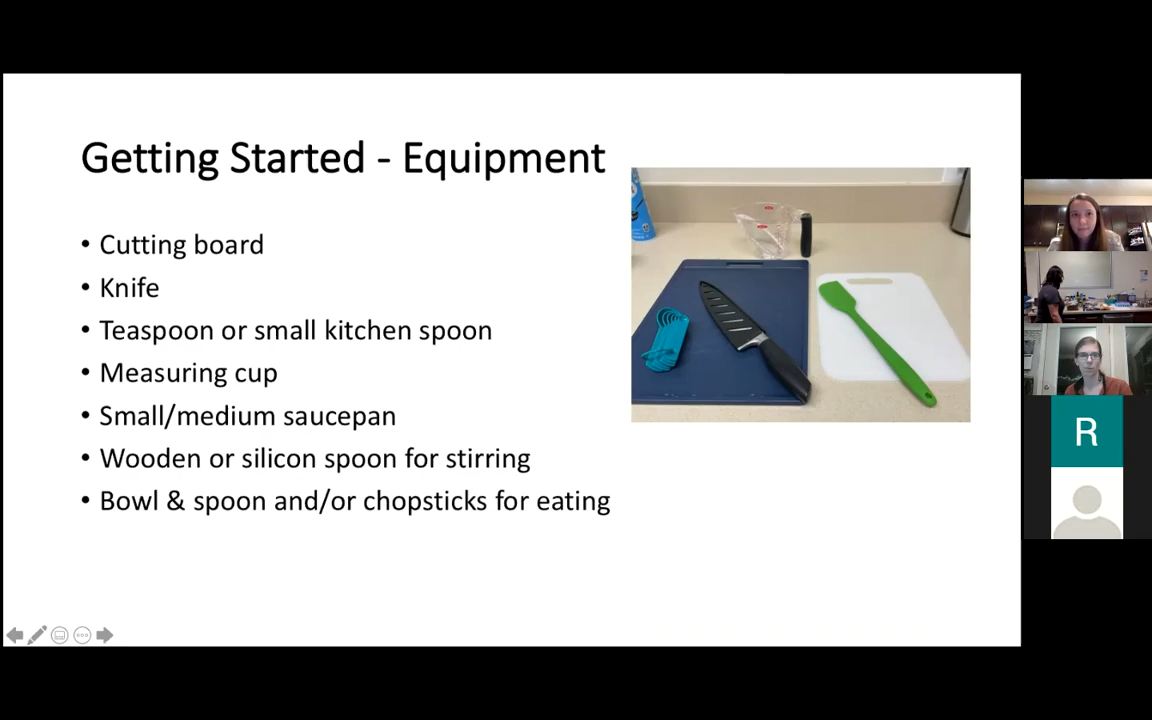 Getting Started - Equipment
• Cutting board
• Knife
• Teaspoon or small kitchen spoon
• Measuring cup
• Small/medium saucepan
• Wooden or silicon spoon for stirring
• Bowl & spoon and/or chopsticks for eating
R